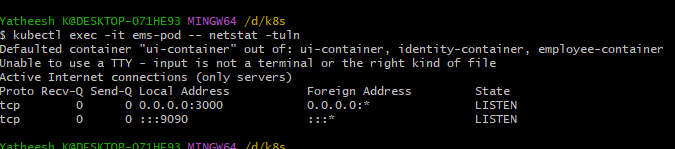 Yatheesh K@DESKTOP-O71HE93 MINGW64 /d/k8s
$ kubectl exec -it ems-pod -- netstat -tuln
Defaulted container "ui-container" out of: ui-container, identity-container, employee-container
Unable to use a TTY - input is not a terminal or the right kind of file
Active Internet connections (only servers)
Proto Recv-Q Send-Q Local Address Foreign Address State
tcp 0 0 0.0.0.0:3000 0.0.0.0:* LISTEN
tcp 0 0 :::9090 :::* LISTEN
Yatheesh K@DESKTOP-O71HE93 MINGW64 /d/k8s